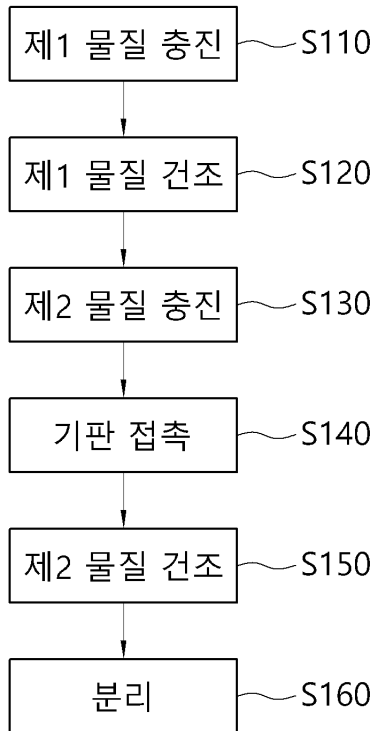 제1 물질 충진 S110
제1 물질 건조 S120
제2 물질 충진 S130
기판 접촉 S140
제2 물질 건조 S150
분리 S160